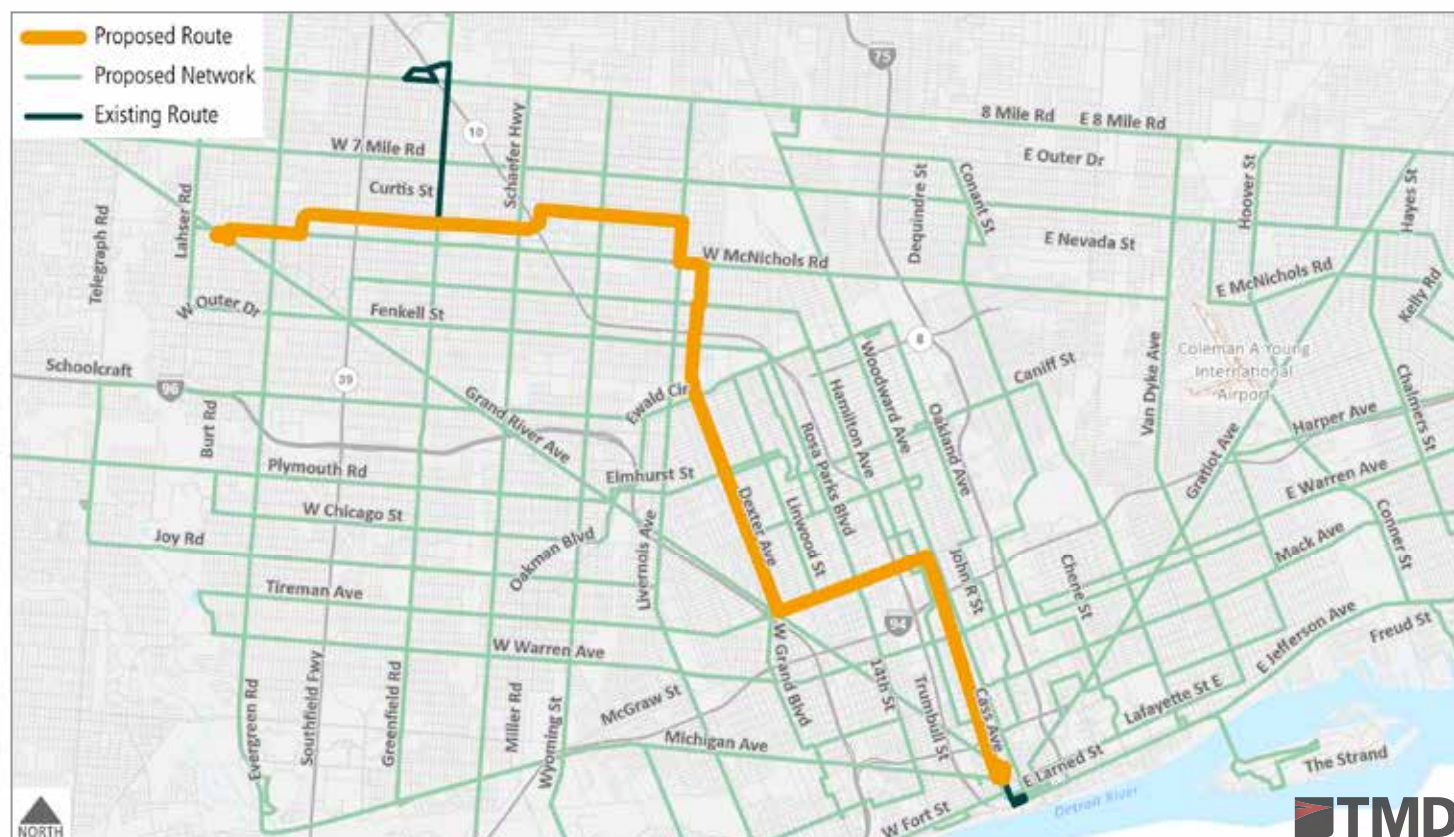 Proposed Route
Proposed Network
Existing Route
75
10
8 Mile Rd
E 8 Mile Rd
W 7 Mile Rd
Schaefer Hwy
E Outer Dr
Curtis St
Dequindre St
Conant St
Hoover St
Hayes St
Telegraph Rd
Lahser Rd
E Nevada St
W McNichols Rd
E McNichols Rd
Kelly Rd
W Outer Dr
Fenkell St
8
Woodward Ave
Van Dyke Ave
Coleman A Young
International
Airport
Schoolcraft
96
39
Caniff St
Hamilton Ave
Oakland Ave
Chalmers St
Ewald Cir
Grand River Ave
Burt Rd
Rosa Parks Blvd
Gratiot Ave
Harper Ave
Plymouth Rd
Elmhurst St
E Warren Ave
Dexter Ave
Linwood St
W Chicago St
Conner St
Mack Ave
Joy Rd
Oakman Blvd
Livernois Ave
John R St
Chene St
Tireman Ave
94
E Jefferson Ave
Freud St
W Warren Ave
W Grand Blvd
14th St
Trumbull St
Cass Ave
Lafayette St E
Evergreen Rd
Southfield Fwy
Greenfield Rd
Miller Rd
Wyoming St
McGraw St
Michigan Ave
E Larned St
The Strand
W Fort St
Detroit River
NORTH
TMD